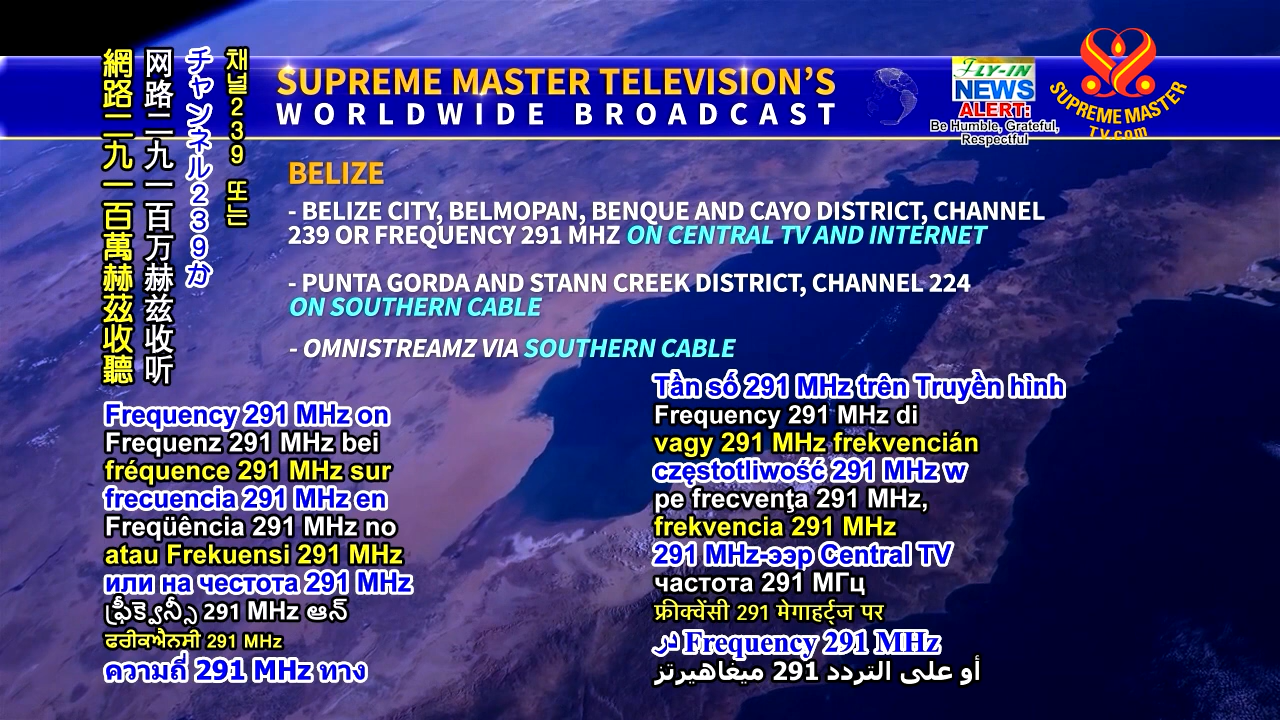 網路二九一百萬赫茲收聽
网路二九一百万赫兹收听
チャンネル239か
채널239 또는
SUPREME MASTER TELEVISION'S
WORLDWIDE BROADCAST
FLY-IN
NEWS
ALERT:
Be Humble, Grateful,
Respectful
SUPREME MASTER
TV.com
BELIZE
- BELIZE CITY, BELMOPAN, BENQUE AND CAYO DISTRICT, CHANNEL
239 OR FREQUENCY 291 MHZ ON CENTRAL TV AND INTERNET
- PUNTA GORDA AND STANN CREEK DISTRICT, CHANNEL 224
ON SOUTHERN CABLE
- OMNISTREAMZ VIA SOUTHERN CABLE
Frequency 291 MHz on
Frequenz 291 MHz bei
fréquence 291 MHz sur
frecuencia 291 MHz en
Freqüência 291 MHz no
atau Frekuensi 291 MHz
или на честота 291 MHz
ఫ్రీక్వెన్సీ 291 MHz ఆన్
ਫਰੀਕਐਨਸੀ 291 MHz
ความถี่ 291 MHz ทาง
Tần số 291 MHz trên Truyền hình
Frequency 291 MHz di
vagy 291 MHz frekvencián
częstotliwość 291 MHz w
pe frecvenţa 291 MHz,
frekvencia 291 MHz
291 MHz-ээр Central TV
частота 291 МГц
फ्रीक्वेंसी 291 मेगाहर्ट्ज पर
در Frequency 291 MHz
أو على التردد 291 ميغاهيرتز